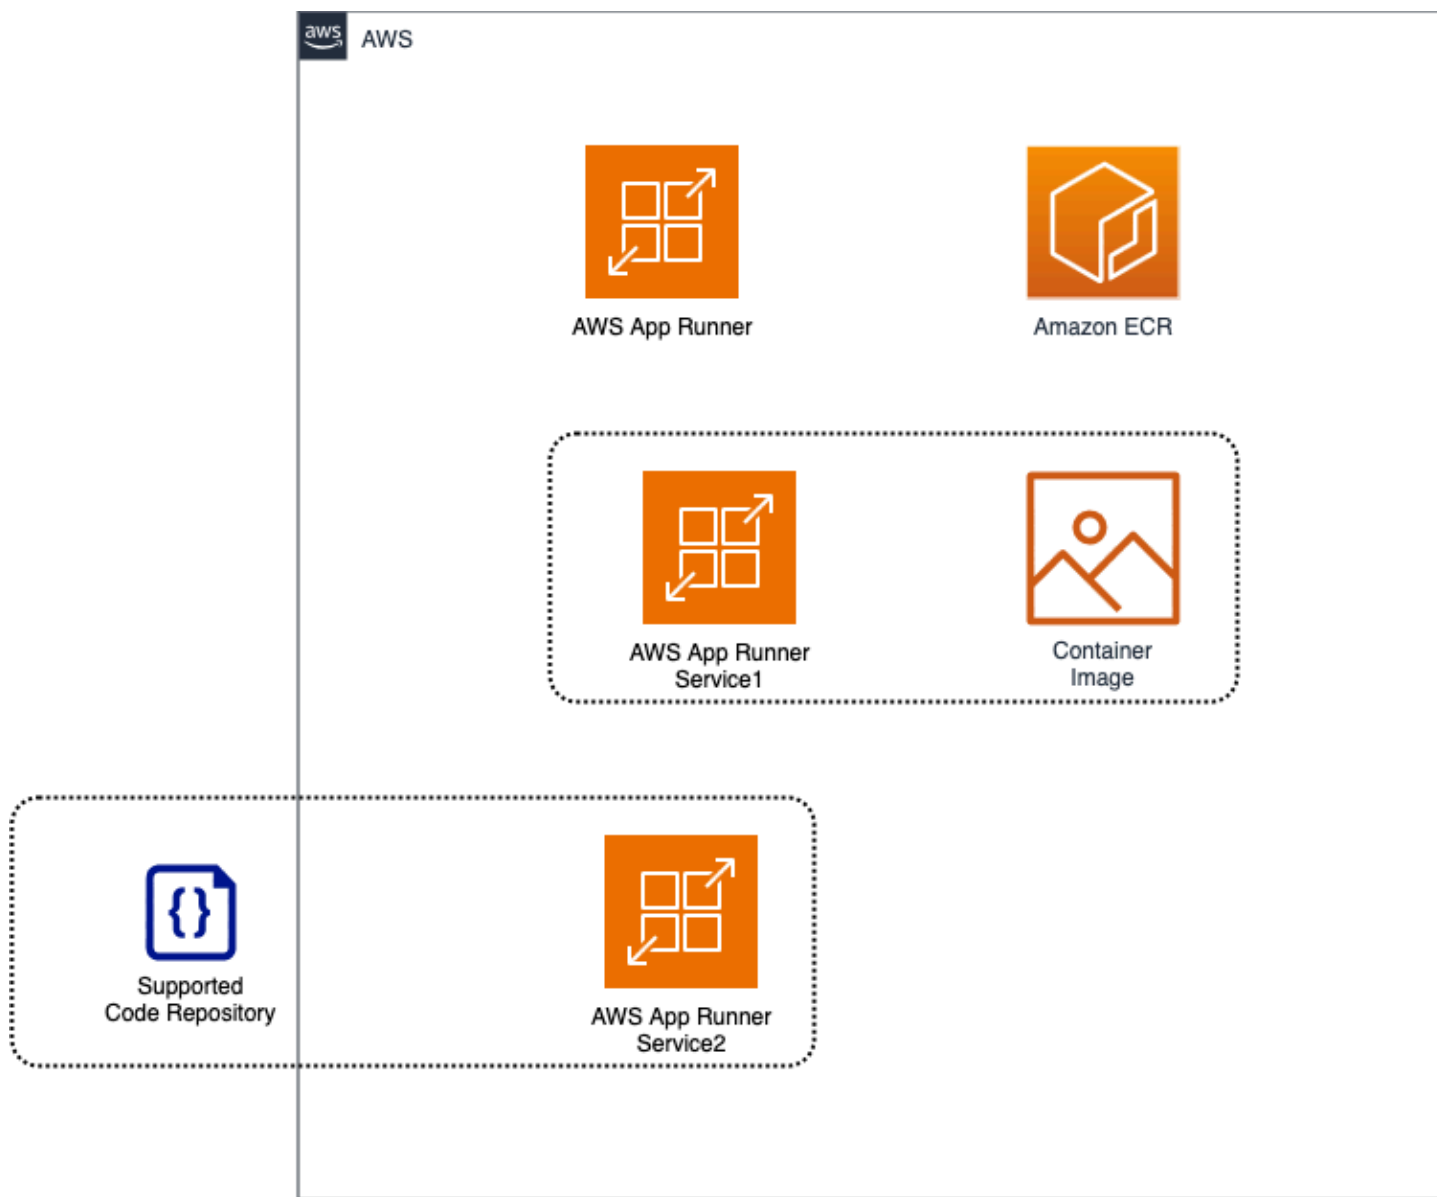 aws
AWS
AWS App Runner
Amazon ECR
AWS App Runner
Service1
Container
Image
Supported
Code Repository
AWS App Runner
Service2